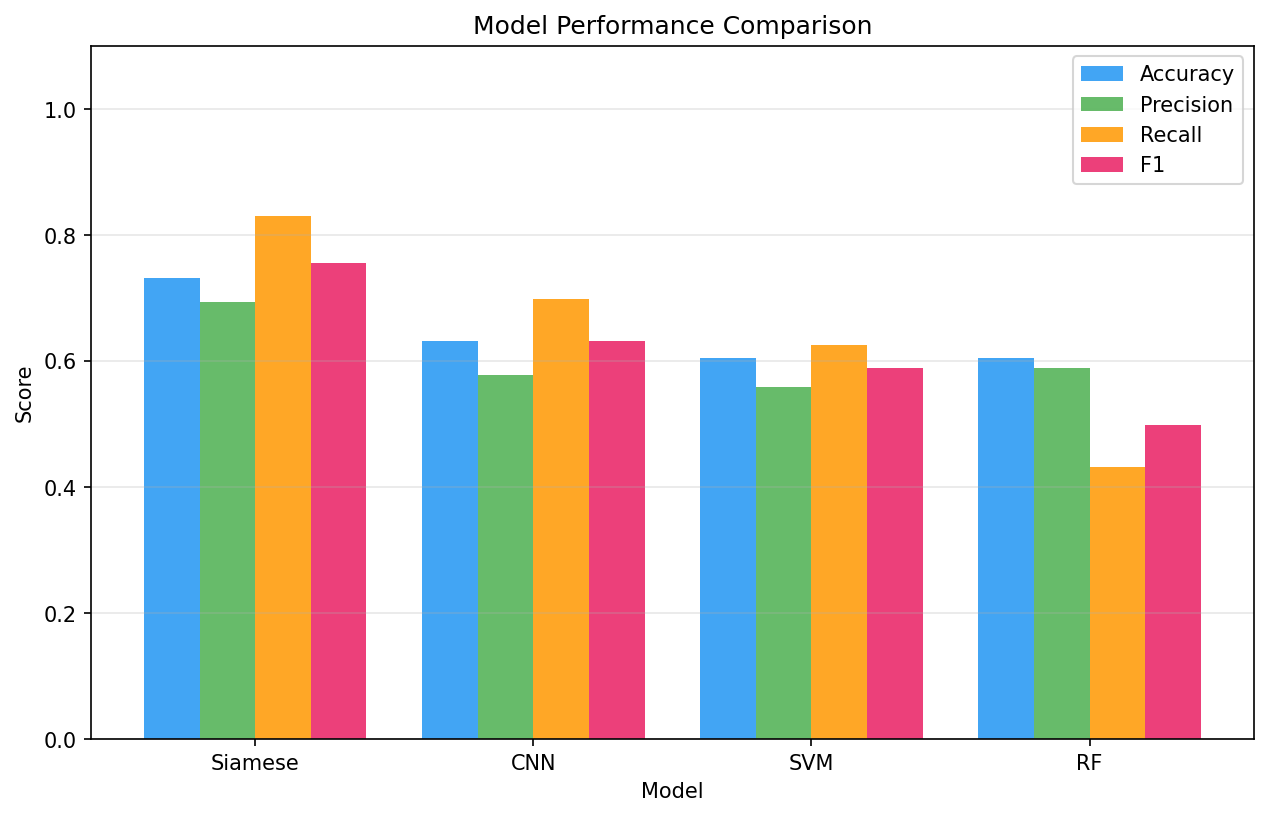 Model Performance Comparison
Accuracy
Precision
Recall
F1
1.0
0.8
0.6
0.4
0.2
0.0
Score
Siamese CNN SVM RF
Model